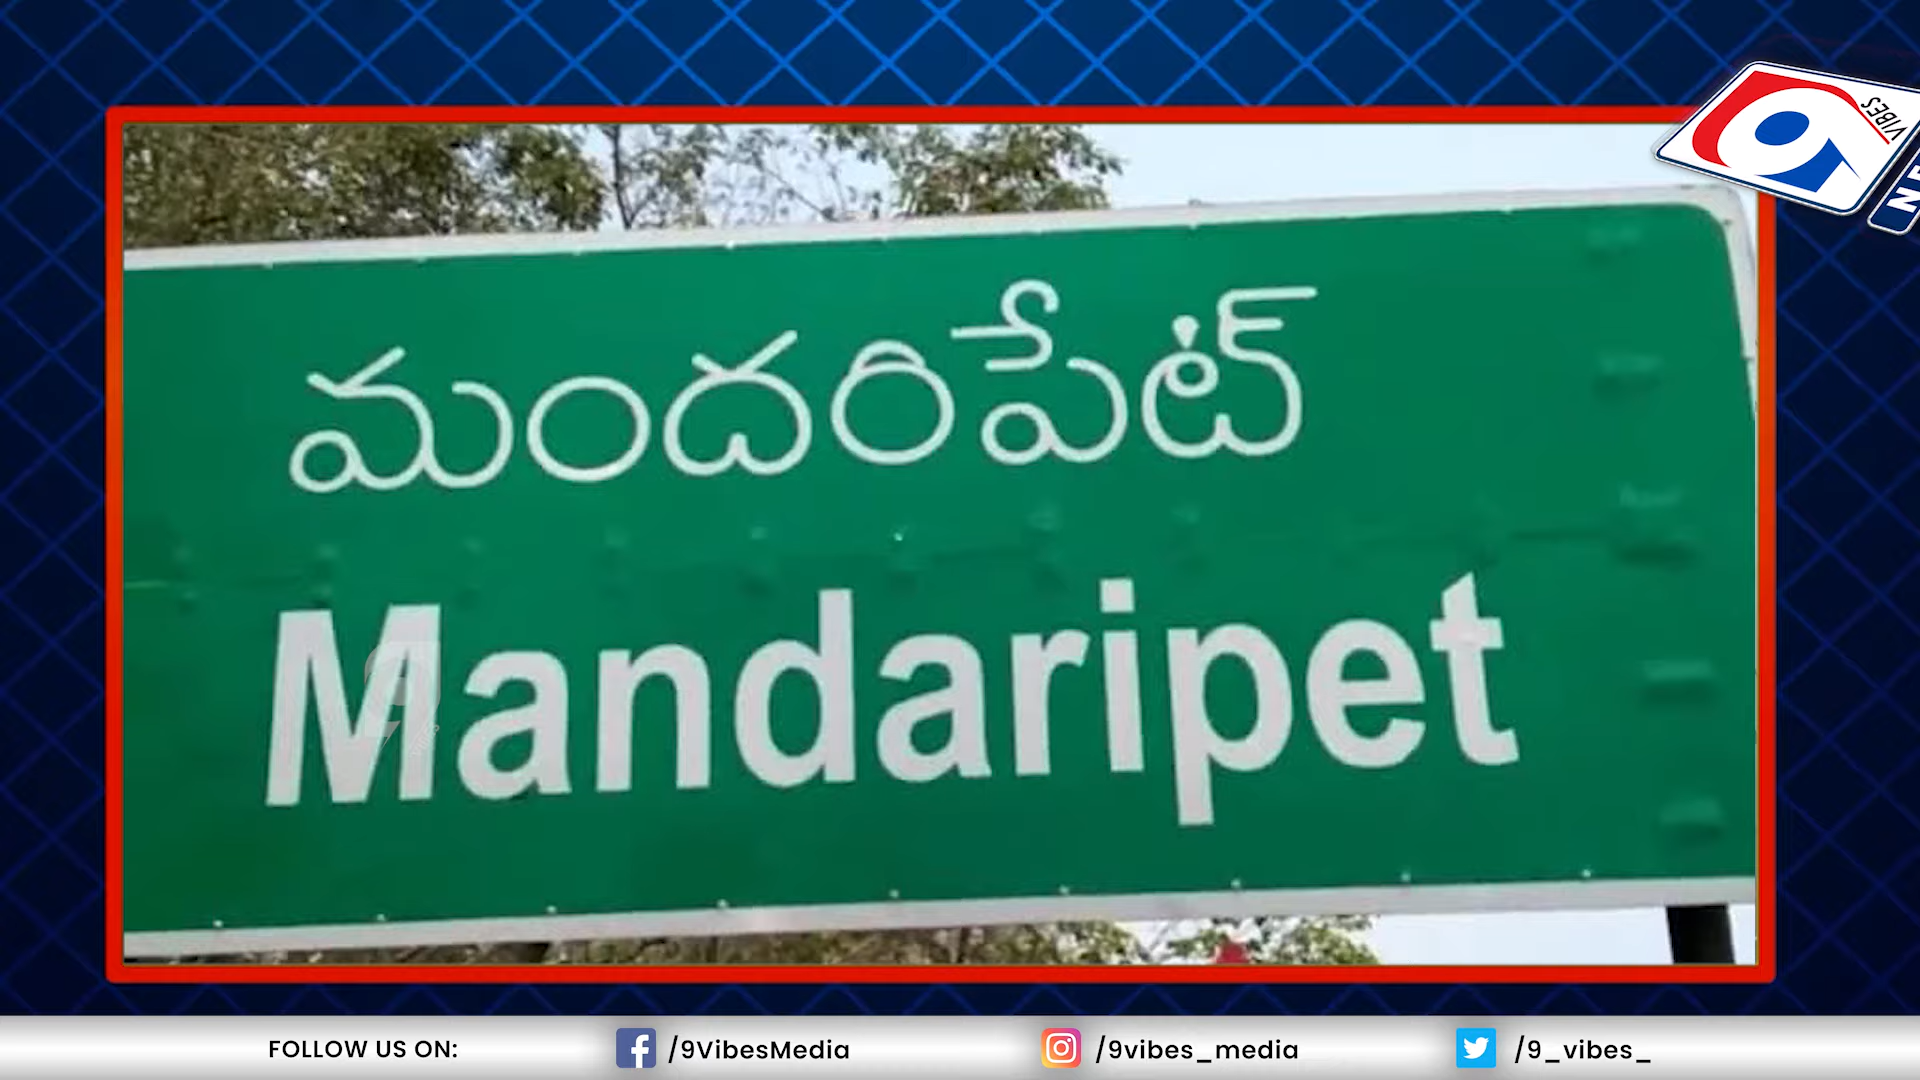 VIBES
మందరిపేట్
Mandaripet
FOLLOW US ON:
/9VibesMedia
/9vibes_media
/9_vibes_